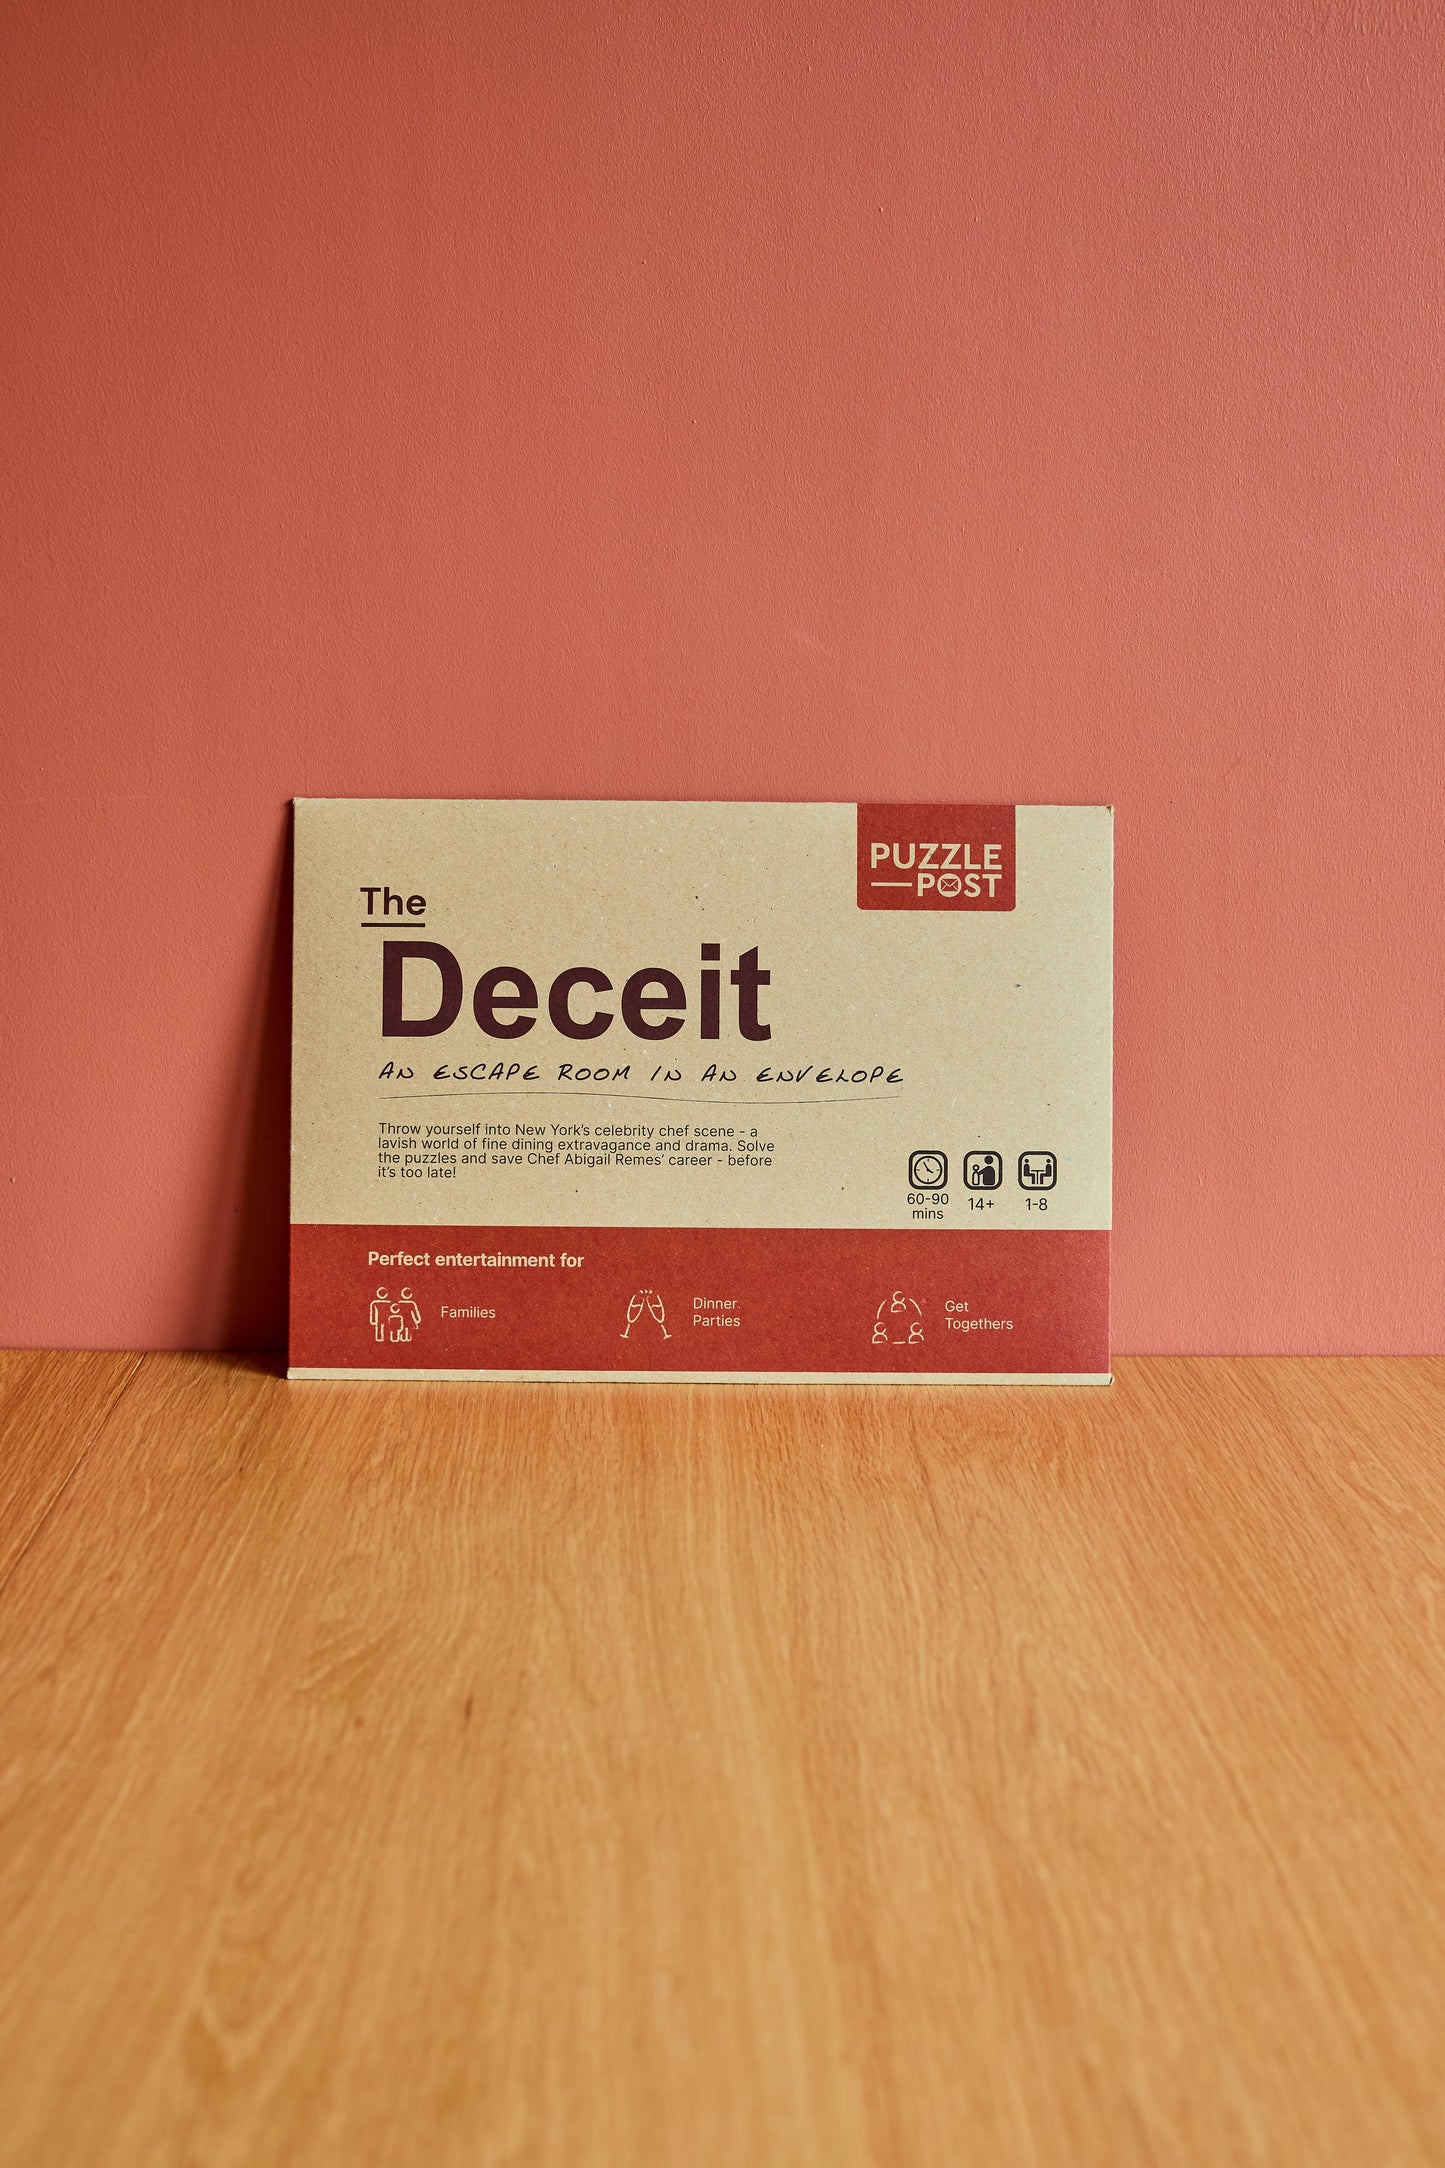 PUZZLE
POST
The
Deceit
AN ESCAPE ROOM IN AN ENVELOPE
Throw yourself into New York's celebrity chef scene - a
lavish world of fine dining extravagance and drama. Solve
the puzzles and save Chef Abigail Remes' career - before
it's too late!
60-90
mins
14+
1-8
Perfect entertainment for
Families
Dinner
Parties
Get
Togethers